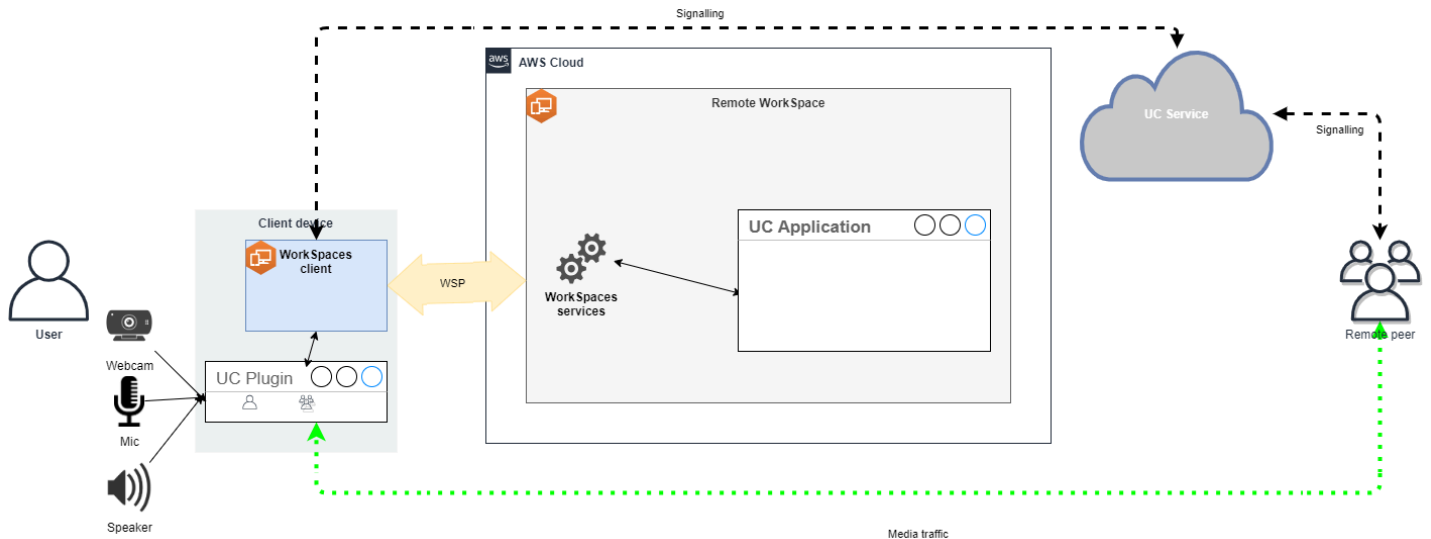 Signalling
aws
AWS Cloud
Remote WorkSpace
UC Service
Signalling
Client device
WorkSpaces
client
UC Application
WSP
WorkSpaces
services
User
Remote peer
Webcam
UC Plugin
Mic
Speaker
Media traffic